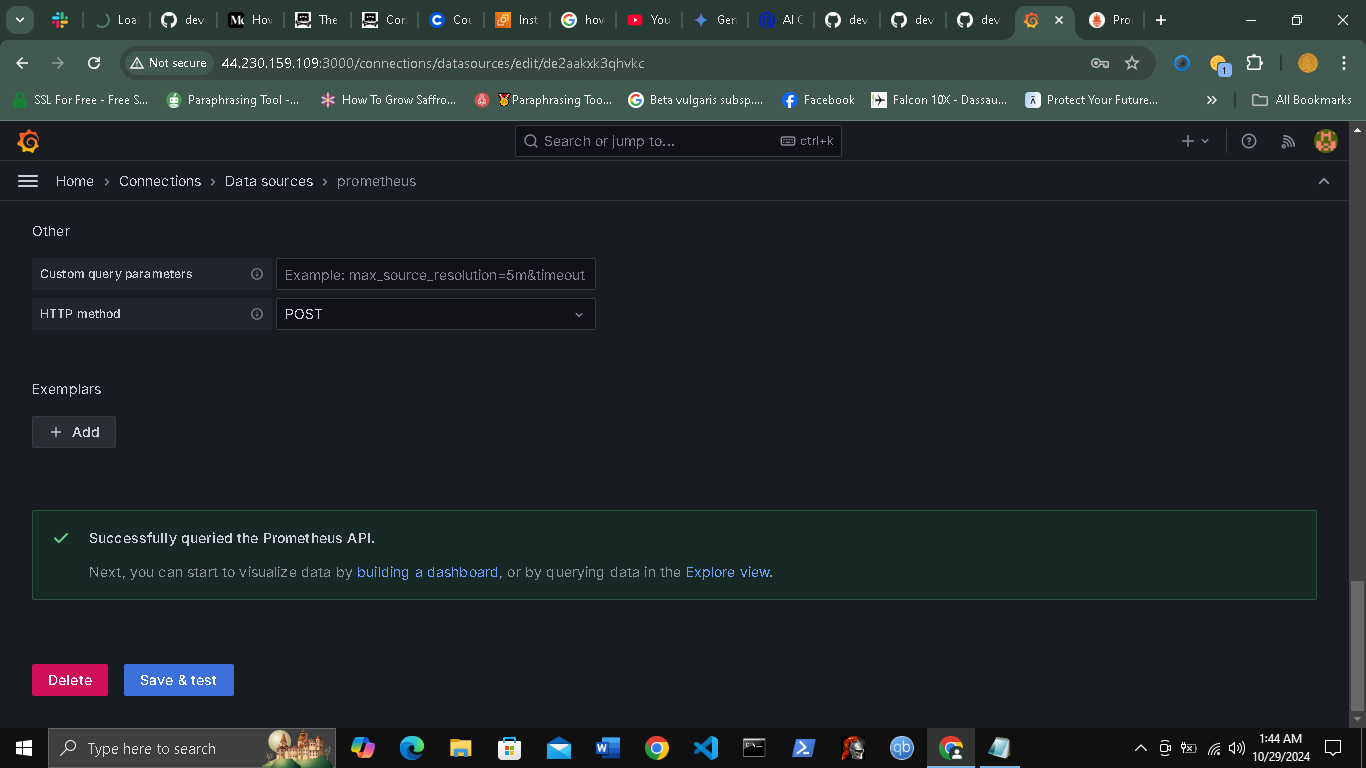 Loa
dev
Me
Hov
The
Cor
Cou
Inst
hov
You
Ger
AI C
dev
dev
dev
Pro
Not secure
44.230.159.109:3000/connections/datasources/edit/de2aakxk3qhvkc
1
SSL For Free - Free S...
Paraphrasing Tool -...
How To Grow Saffro...
Paraphrasing Too...
Beta vulgaris subsp....
Facebook
Falcon 10X - Dassau...
Protect Your Future...
All Bookmarks
Search or jump to...
ctrl+k
Home
Connections
Data sources
prometheus
Other
Custom query parameters
Example: max_source_resolution=5m&timeout
HTTP method
POST
Exemplars
Add
Successfully queried the Prometheus API.
Next, you can start to visualize data by building a dashboard, or by querying data in the Explore view.
Delete
Save & test
Type here to search
qb
1:44 AM
10/29/2024